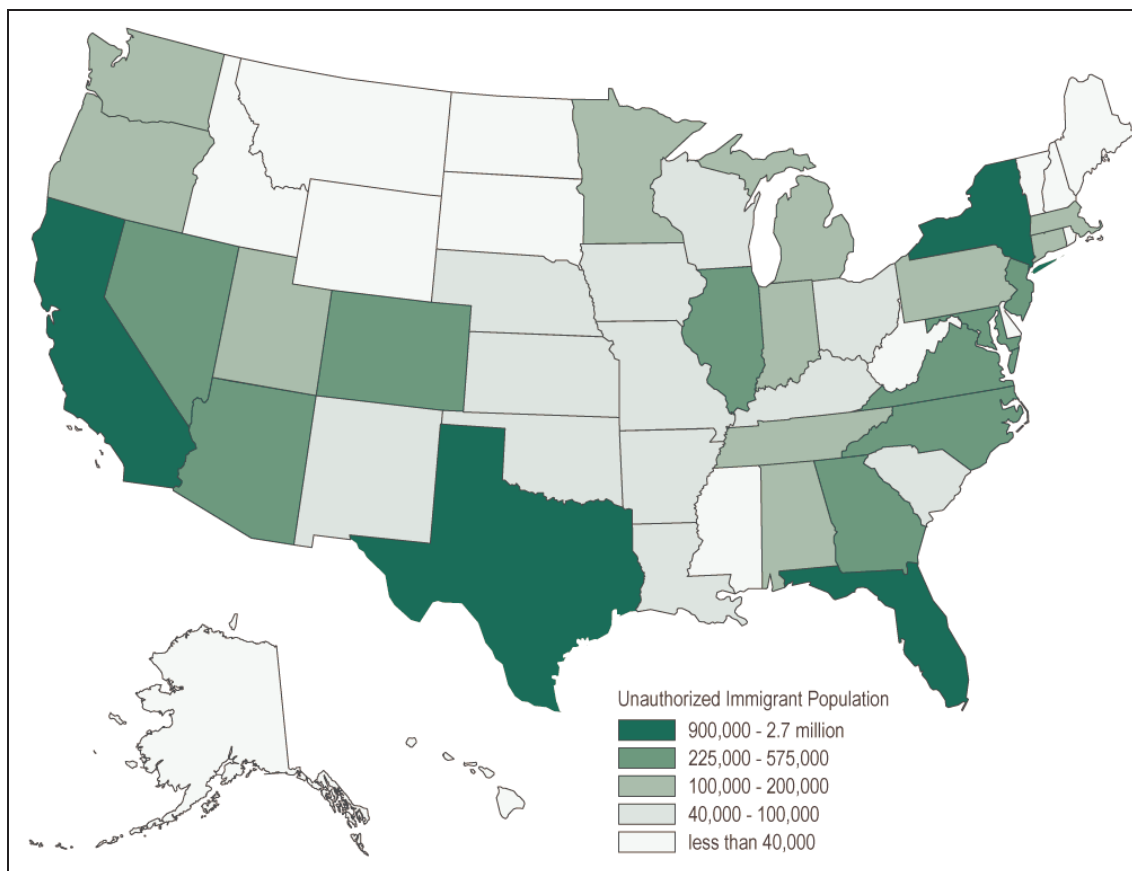 Unauthorized Immigrant Population
900,000 - 2.7 million
225,000 - 575,000
100,000 - 200,000
40,000 - 100,000
less than 40,000